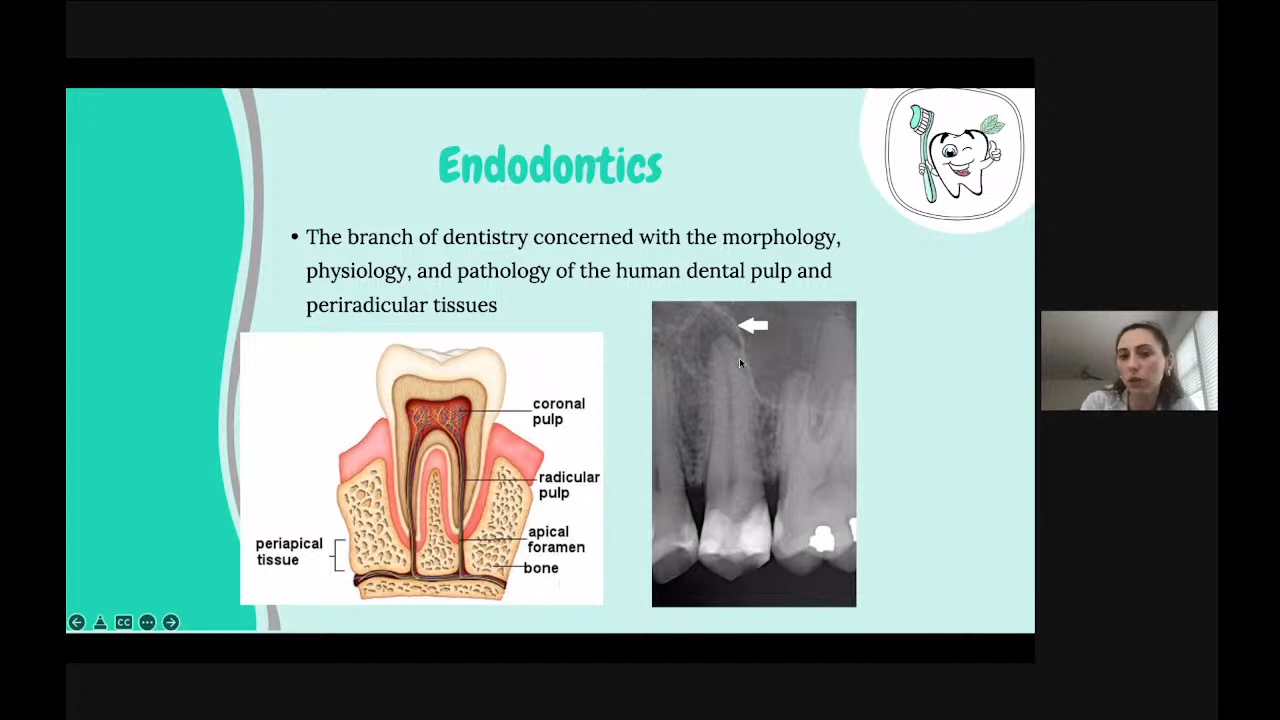 Endodontics
• The branch of dentistry concerned with the morphology,
physiology, and pathology of the human dental pulp and
periradicular tissues
coronal
pulp
radicular
pulp
apical
foramen
bone
periapical
tissue
CC